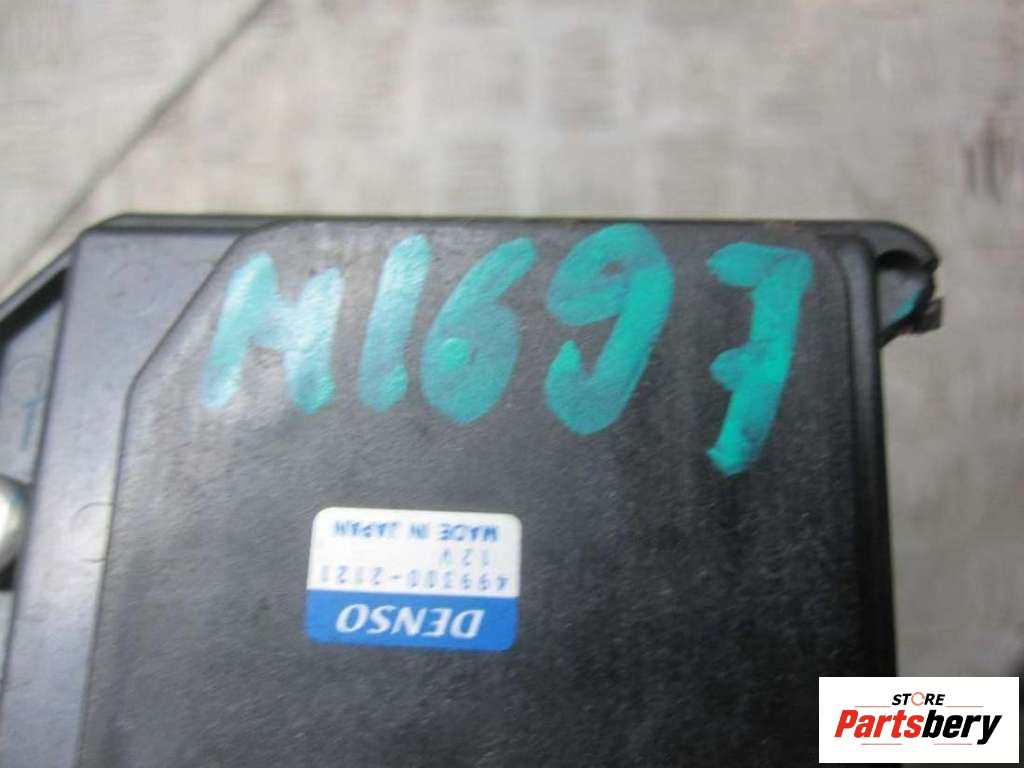 M1697
DENSO
499300-2121
12V
MADE IN JAPAN
STORE
Partsbery